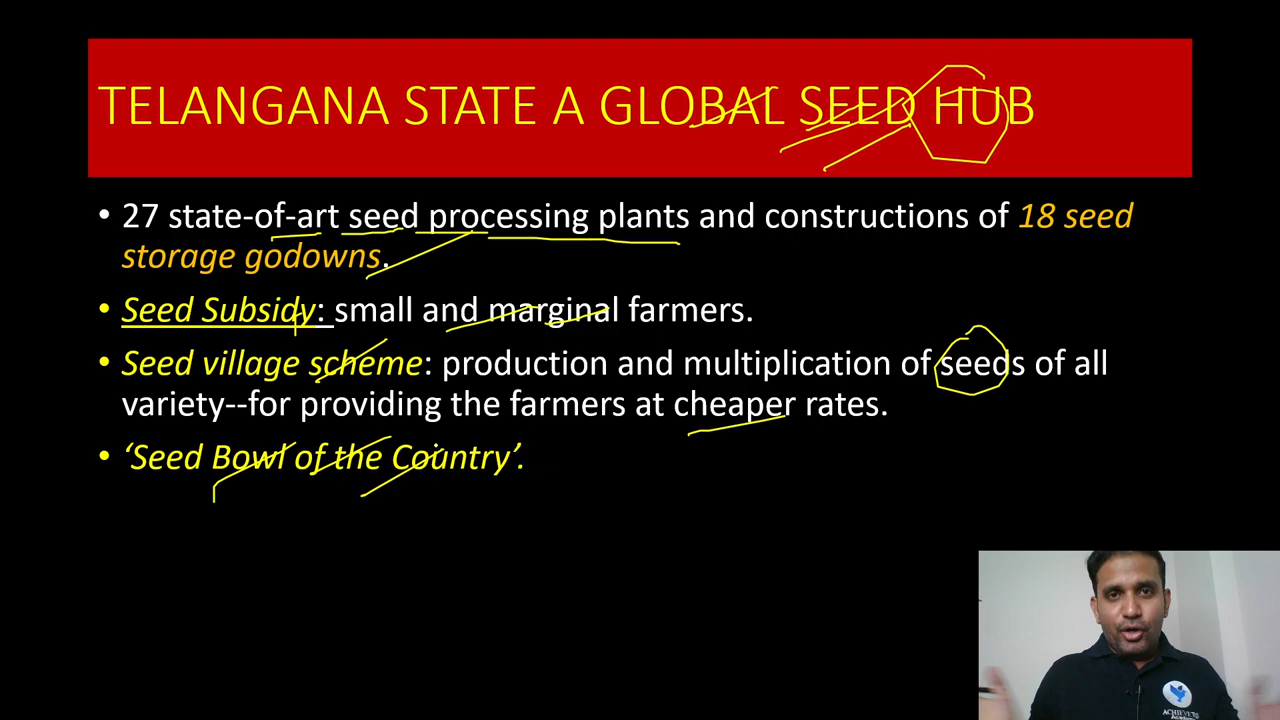 TELANGANA STATE A GLOBAL SEED HUB
• 27 state-of-art seed processing plants and constructions of 18 seed
storage godowns.
• Seed Subsidy: small and marginal farmers.
• Seed village scheme: production and multiplication of seeds of all
variety--for providing the farmers at cheaper rates.
• ‘Seed Bowl of the Country’.